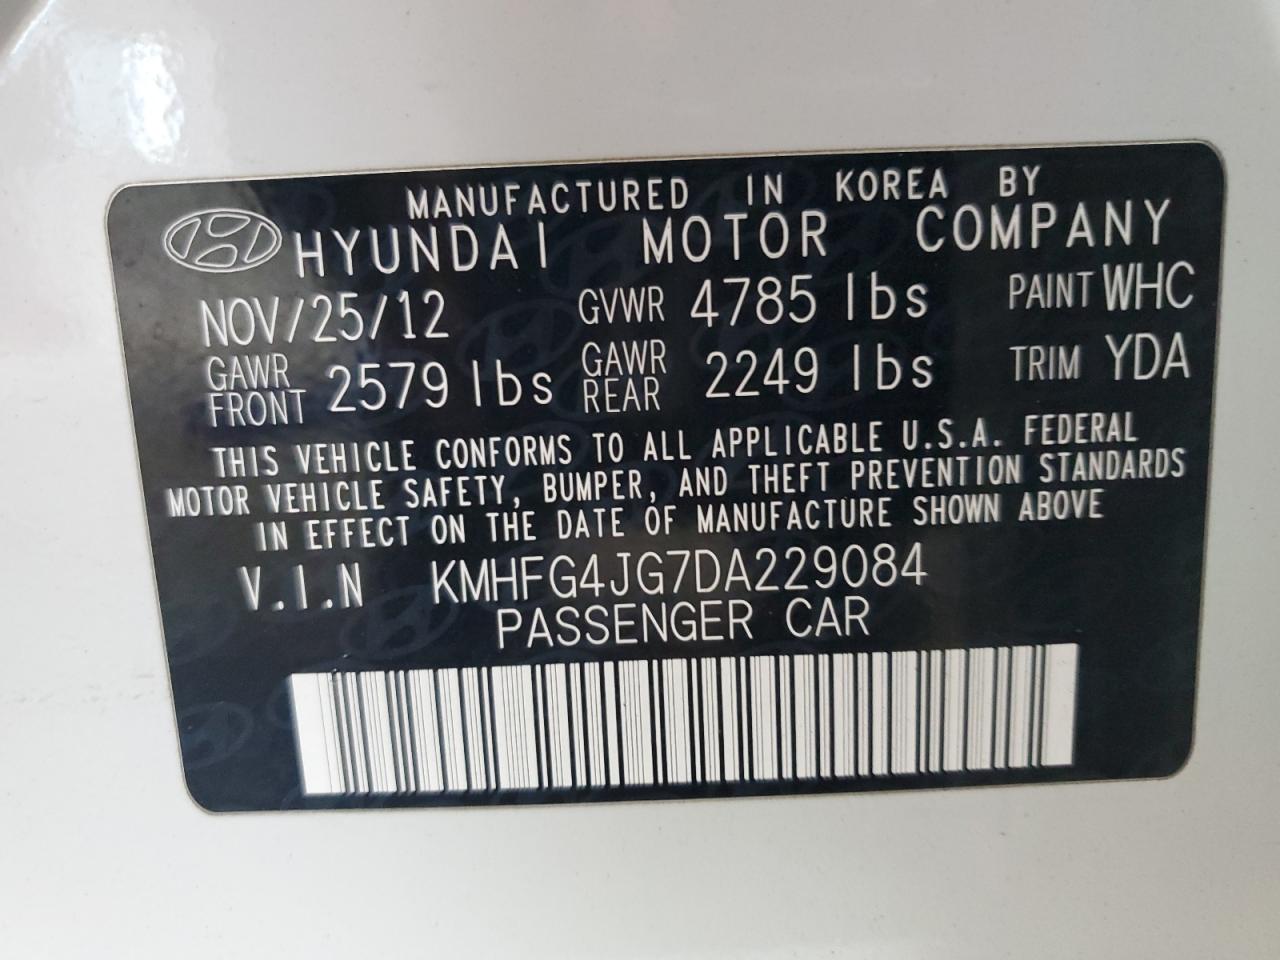 MANUFACTURED IN KOREA BY
HYUNDAI MOTOR COMPANY
NOV/25/12 GVWR 4785 lbs PAINT WHC
GAWR FRONT 2579 lbs GAWR REAR 2249 lbs TRIM YDA
THIS VEHICLE CONFORMS TO ALL APPLICABLE U.S.A. FEDERAL
MOTOR VEHICLE SAFETY, BUMPER, AND THEFT PREVENTION STANDARDS
IN EFFECT ON THE DATE OF MANUFACTURE SHOWN ABOVE
V.I.N KMHFG4JG7DA229084
PASSENGER CAR